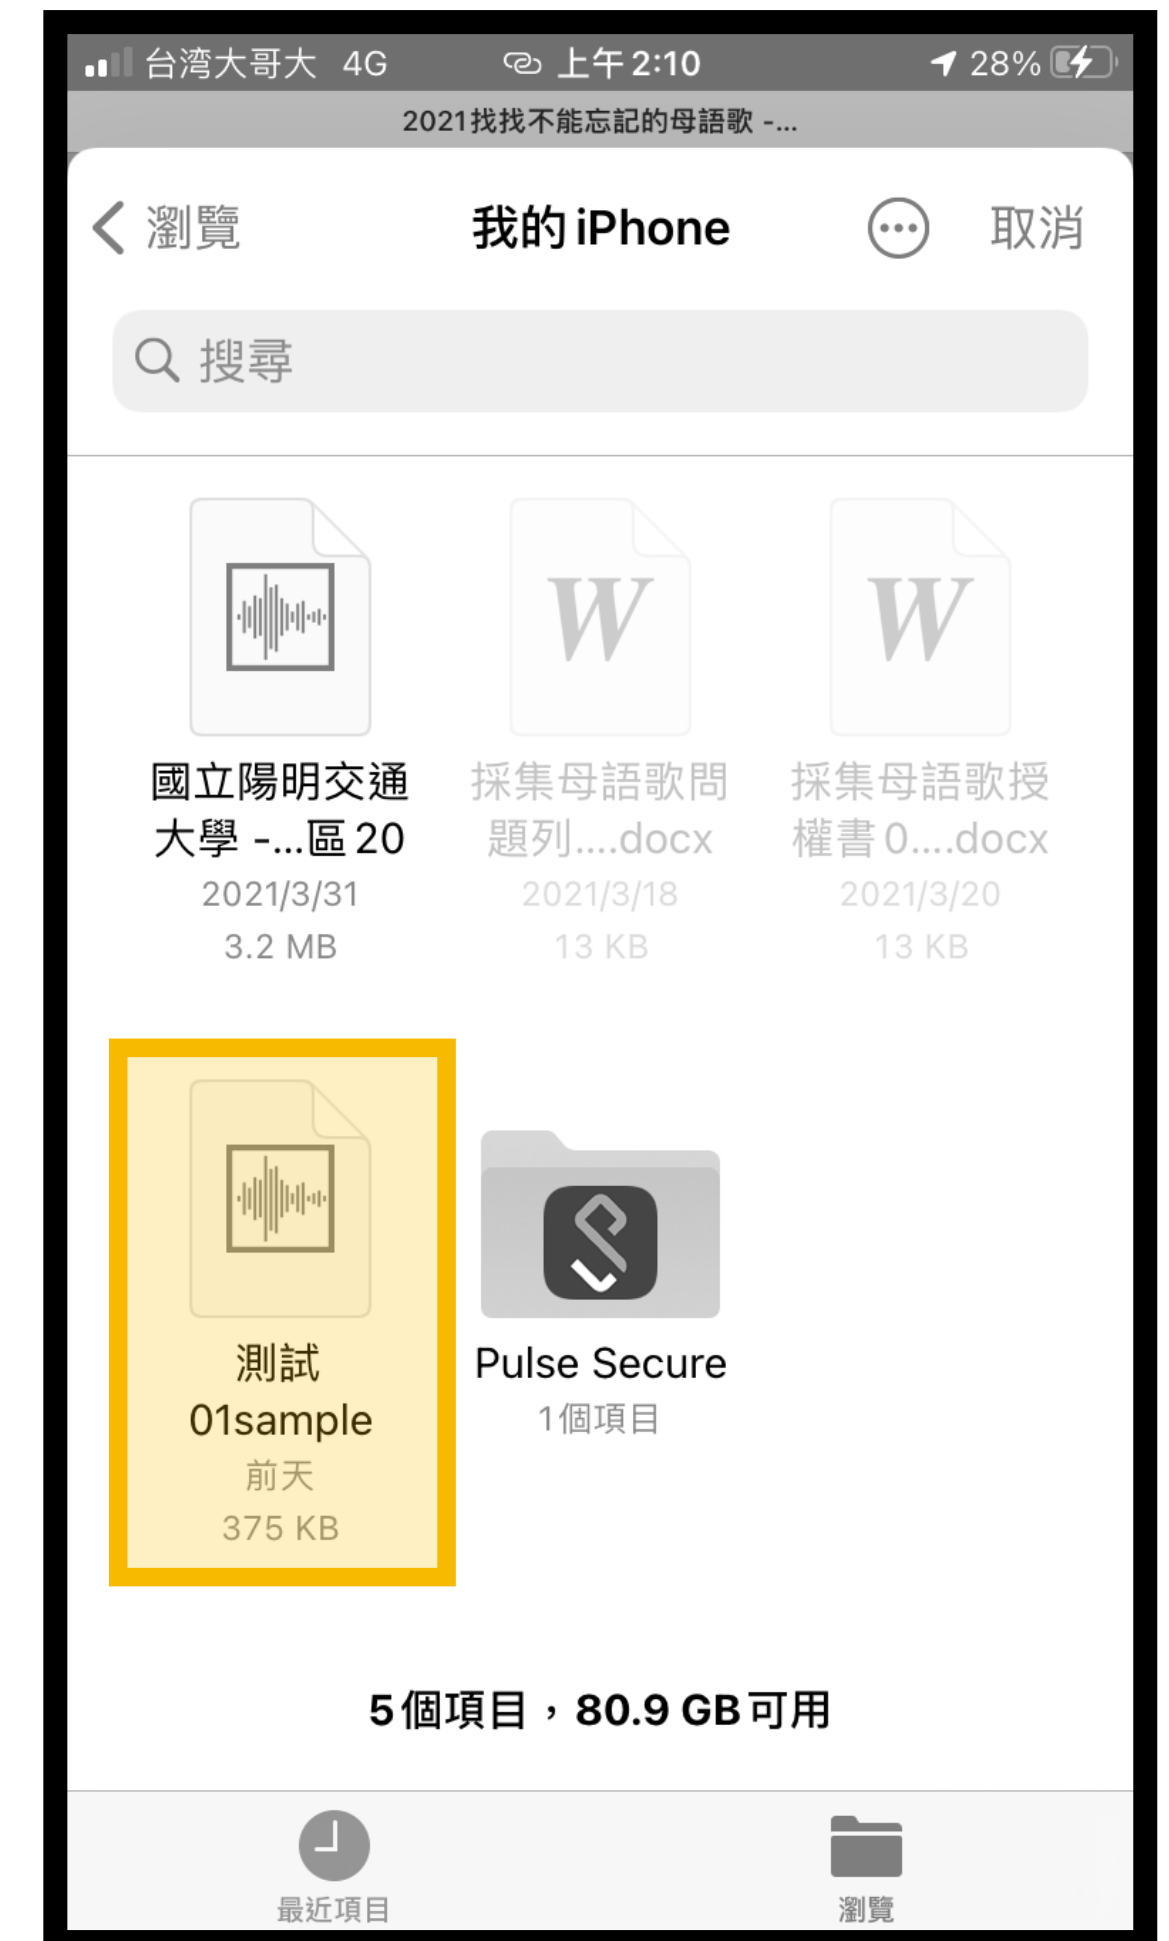 台湾大哥大 4G 上午2:10 28%
2021找找不能忘記的母語歌 -...
瀏覽 我的 iPhone 取消
搜尋
W W
國立陽明交通 採集母語歌問 採集母語歌授
大學 -...區 20 題列....docx 權書 0....docx
2021/3/31 2021/3/18 2021/3/20
3.2 MB 13 KB 13 KB
測試 Pulse Secure
01sample 1 個項目
前天
375 KB
5 個項目，80.9 GB 可用
最近項目 瀏覽